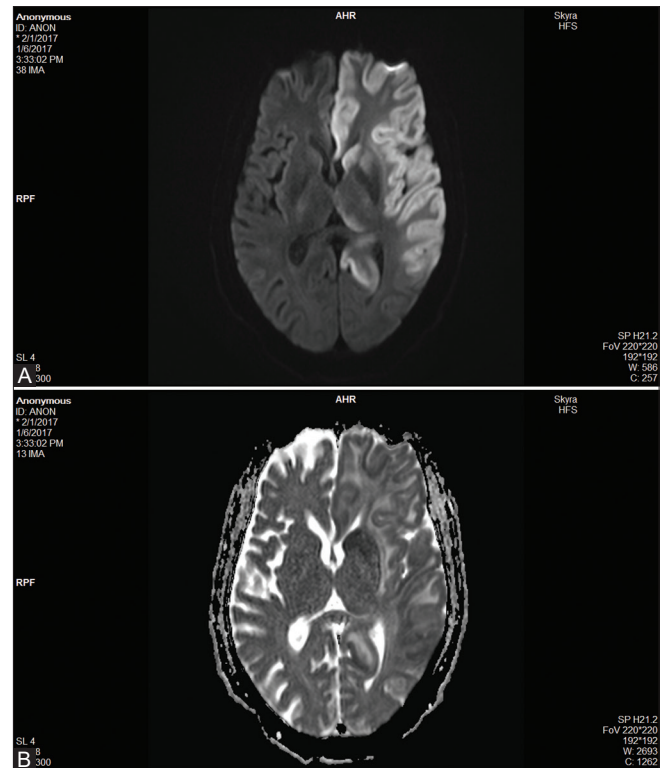 Anonymous
ID: ANON
* 2/1/2017
1/6/2017
3:33:02 PM
38 IMA
AHR
Skyra
HFS
RPF
SL 4
8
300
A
SP H21.2
FoV 220*220
192*192
W: 586
C: 257
Anonymous
ID: ANON
* 2/1/2017
1/6/2017
3:33:02 PM
13 IMA
AHR
Skyra
HFS
RPF
SL 4
8
300
B
SP H21.2
FoV 220*220
192*192
W: 2693
C: 1262